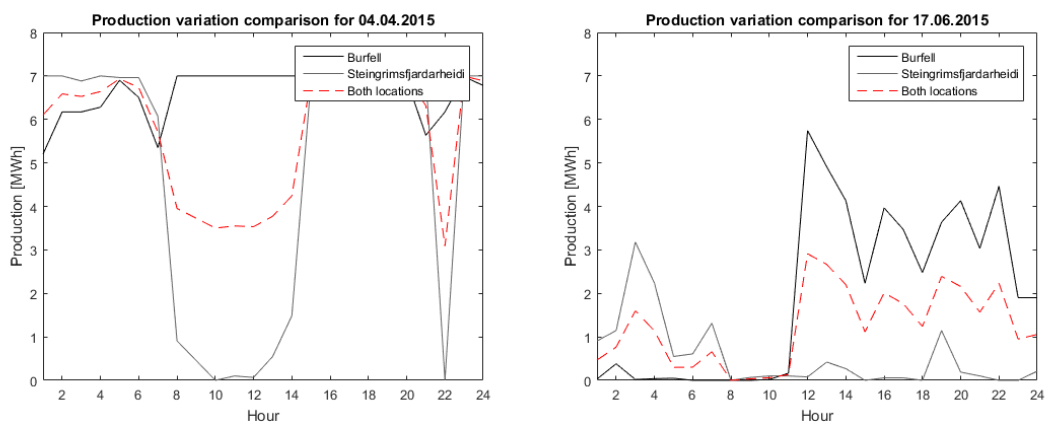 Production variation comparison for 04.04.2015
8
7
6
5
4
3
2
1
0
Production [MWh]
2 4 6 8 10 12 14 16 18 20 22 24
Hour
Burfell
Steingrimsfjardarheidi
Both locations
Production variation comparison for 17.06.2015
8
7
6
5
4
3
2
1
0
Production [MWh]
2 4 6 8 10 12 14 16 18 20 22 24
Hour
Burfell
Steingrimsfjardarheidi
Both locations